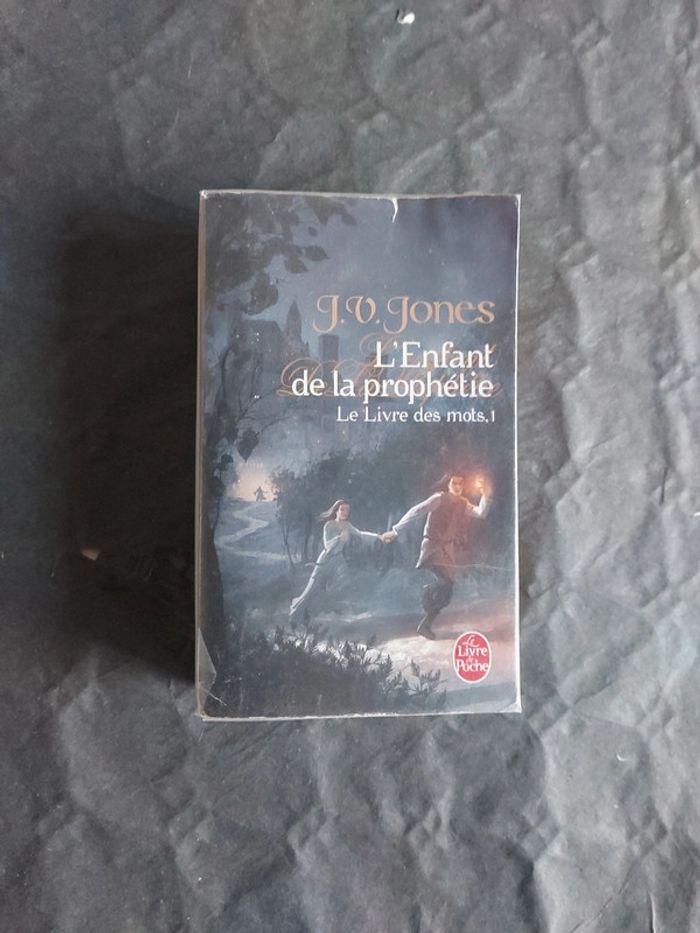 J.V. Jones
L'Enfant
de la prophétie
Le Livre des mots, 1
Le
Livre
de
Poche